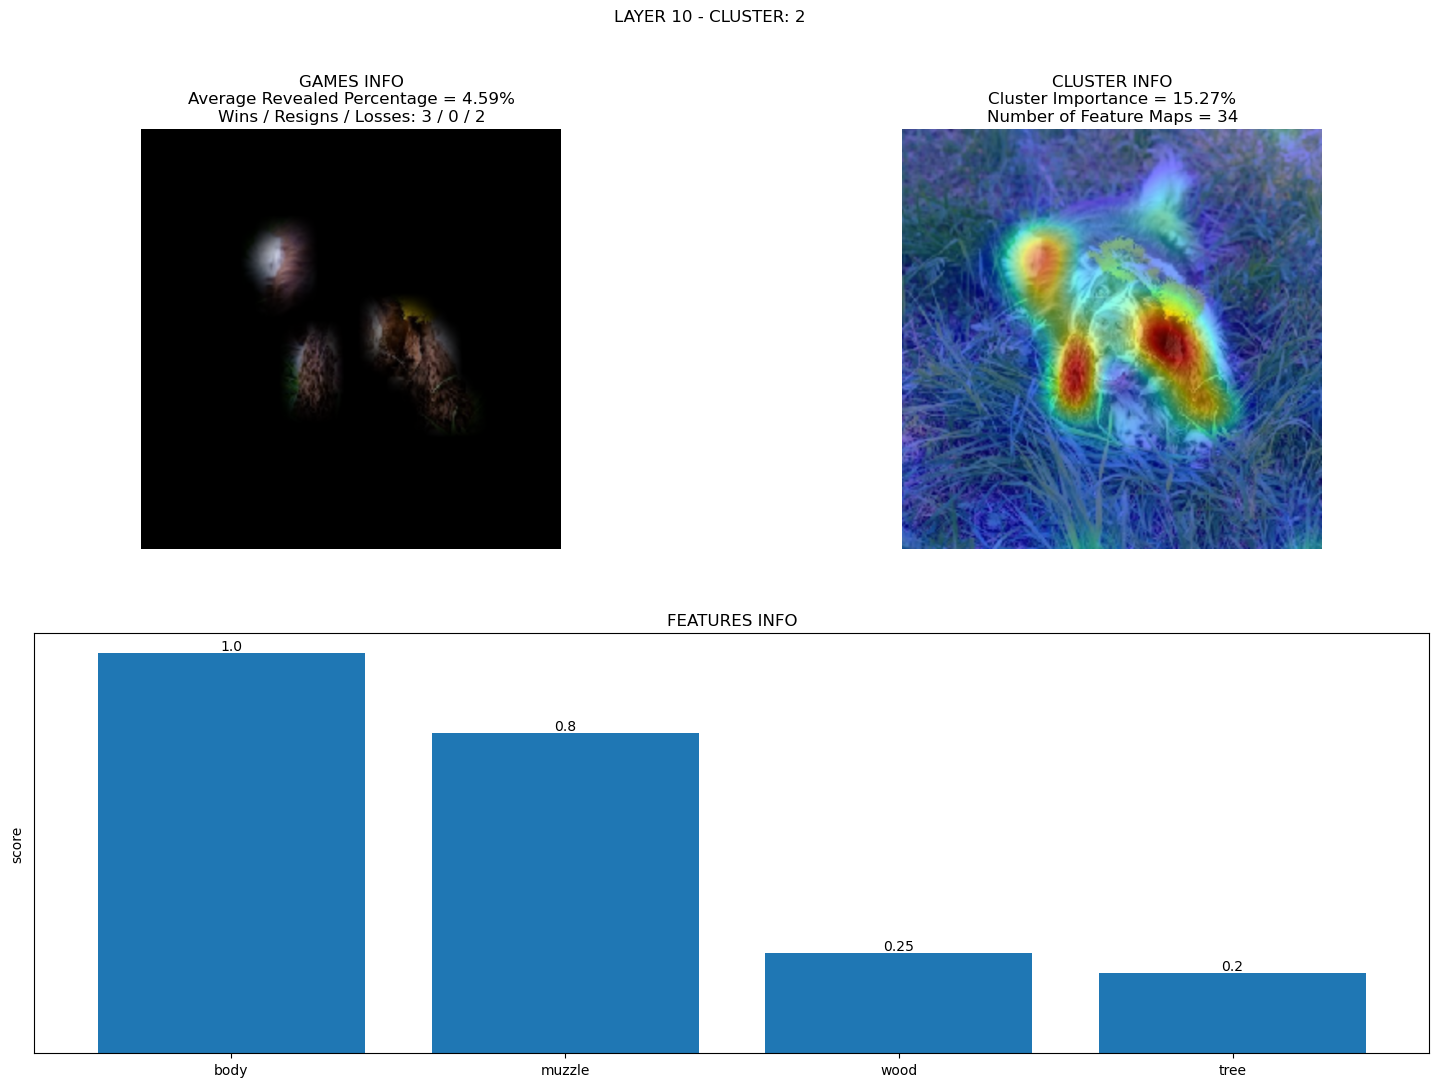 LAYER 10 - CLUSTER: 2
GAMES INFO
Average Revealed Percentage = 4.59%
Wins / Resigns / Losses: 3 / 0 / 2
CLUSTER INFO
Cluster Importance = 15.27%
Number of Feature Maps = 34
FEATURES INFO
score
1.0
0.8
0.25
0.2
body
muzzle
wood
tree